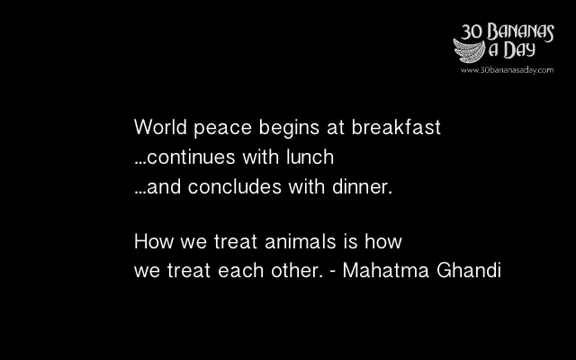 30 BANANAS
A DAY
www.30bananasaday.com
World peace begins at breakfast
...continues with lunch
...and concludes with dinner.
How we treat animals is how
we treat each other. - Mahatma Ghandi